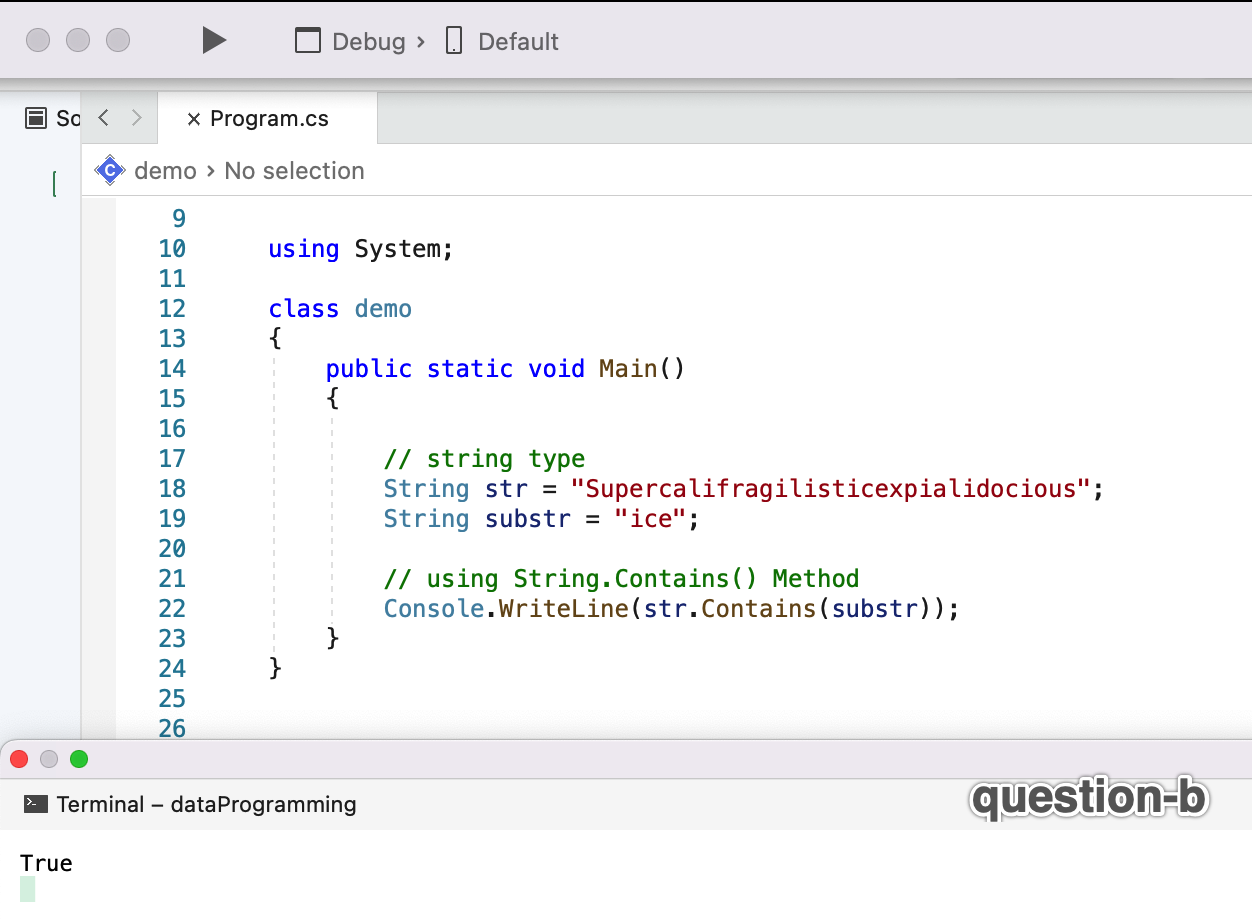 Debug › Default
So
× Program.cs
demo › No selection
9
10 using System;
11
12 class demo
13 {
14 public static void Main()
15 {
16
17 // string type
18 String str = "Supercalifragilisticexpialidocious";
19 String substr = "ice";
20
21 // using String.Contains() Method
22 Console.WriteLine(str.Contains(substr));
23 }
24 }
25
26
Terminal – dataProgramming
question-b
True